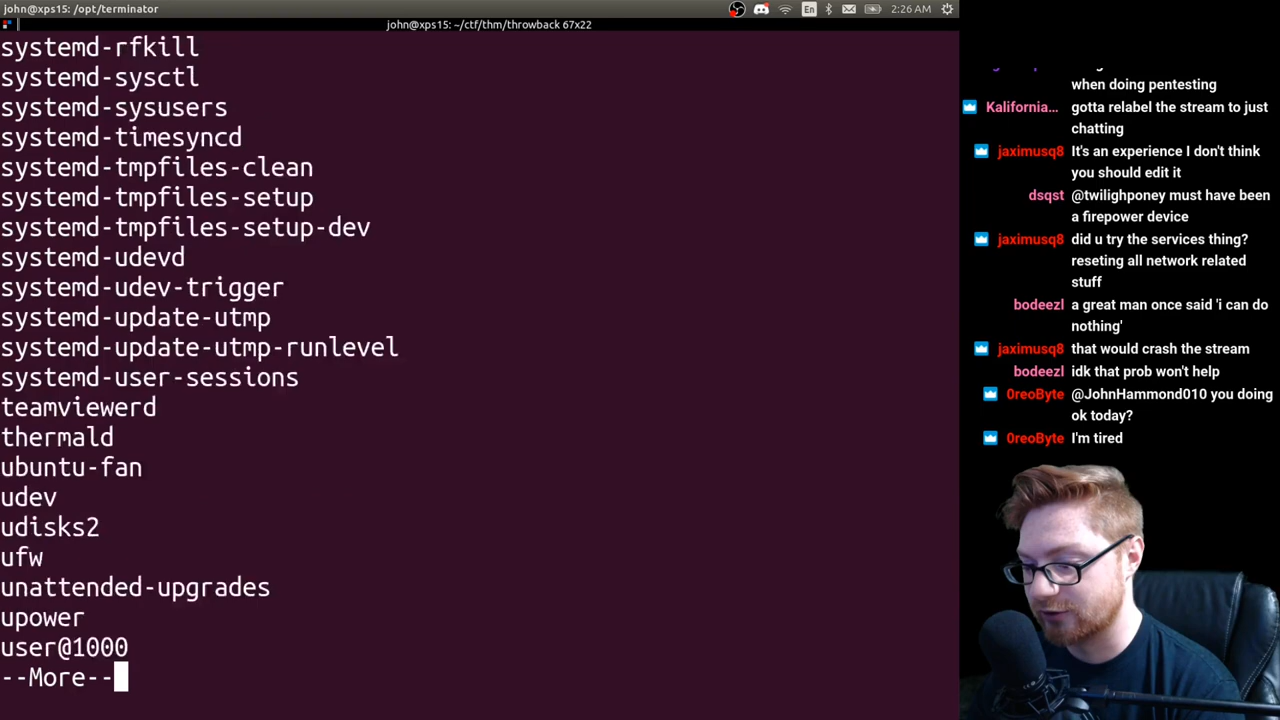 john@xps15: /opt/terminator
En
2:26 AM
john@xps15: ~/ctf/thm/throwback 67x22
systemd-rfkill
systemd-sysctl
systemd-sysusers
systemd-timesyncd
systemd-tmpfiles-clean
systemd-tmpfiles-setup
systemd-tmpfiles-setup-dev
systemd-udevd
systemd-udev-trigger
systemd-update-utmp
systemd-update-utmp-runlevel
systemd-user-sessions
teamviewerd
thermald
ubuntu-fan
udev
udisks2
ufw
unattended-upgrades
upower
user@1000
--More--
when doing pentesting
Kalifornia... gotta relabel the stream to just
chatting
jaximusq8 It's an experience I don't think
you should edit it
dsqst @twilighponey must have been
a firepower device
jaximusq8 did u try the services thing?
reseting all network related
stuff
bodeezl a great man once said 'i can do
nothing'
jaximusq8 that would crash the stream
bodeezl idk that prob won't help
0reoByte @JohnHammond010 you doing
ok today?
0reoByte I'm tired